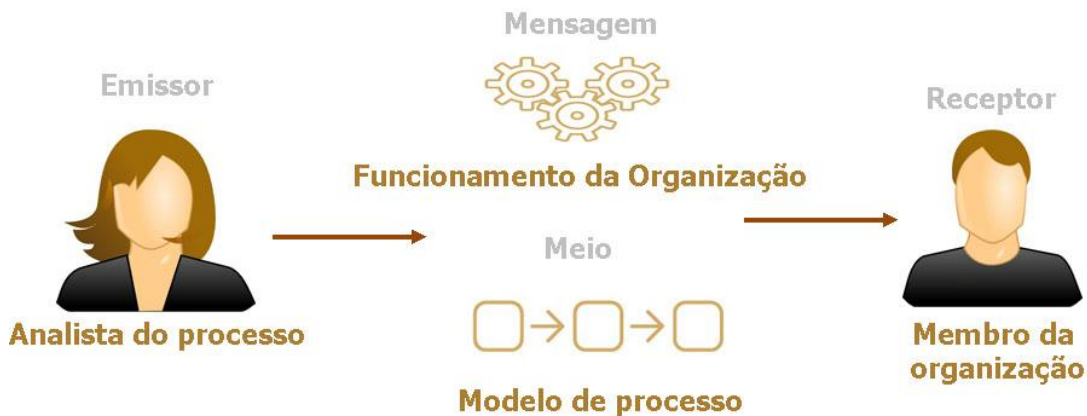 Mensagem
Emissor
Receptor
Funcionamento da Organização
Meio
Analista do processo
Membro da
organização
Modelo de processo